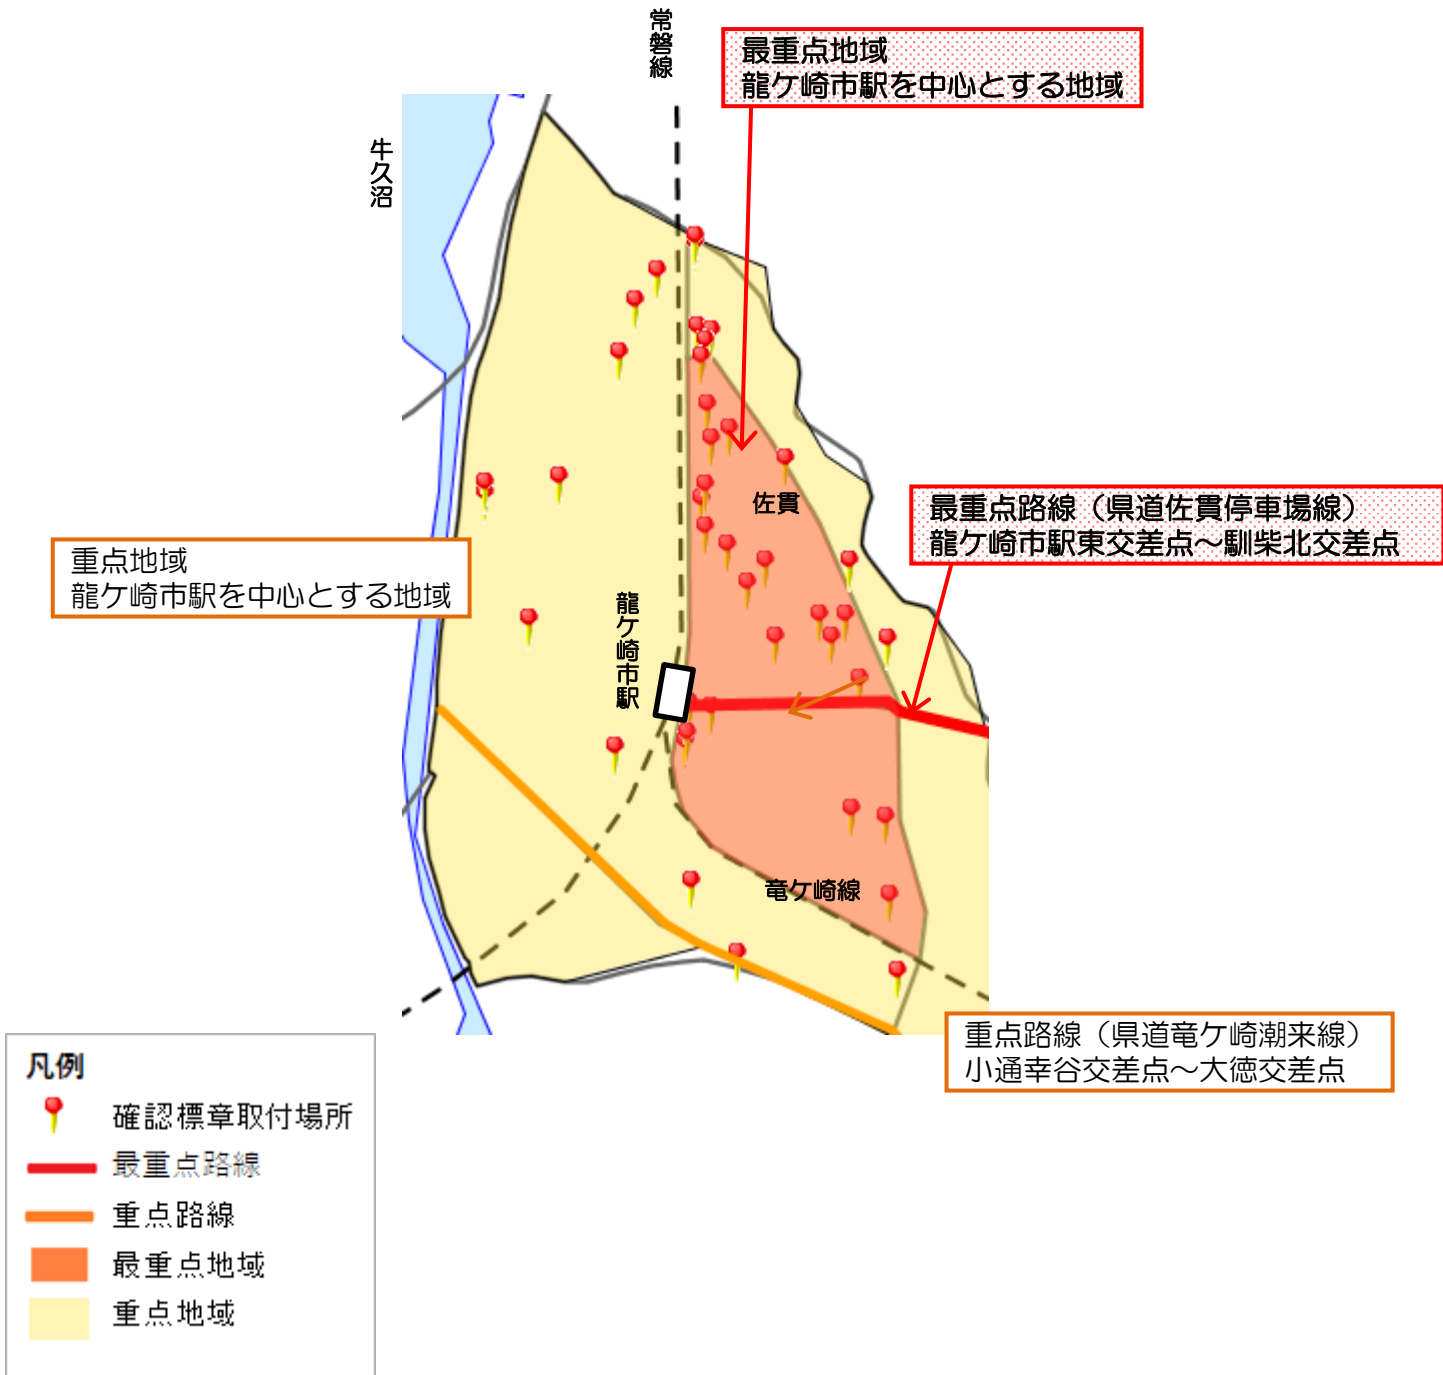 常磐線
最重点地域
龍ケ崎市駅を中心とする地域
牛久沼
佐貫
最重点路線（県道佐貫停車場線）
龍ケ崎市駅東交差点～馴柴北交差点
重点地域
龍ケ崎市駅を中心とする地域
龍ケ崎市駅
竜ケ崎線
重点路線（県道竜ケ崎潮来線）
小通幸谷交差点～大徳交差点
凡例
確認標章取付場所
最重点路線
重点路線
最重点地域
重点地域